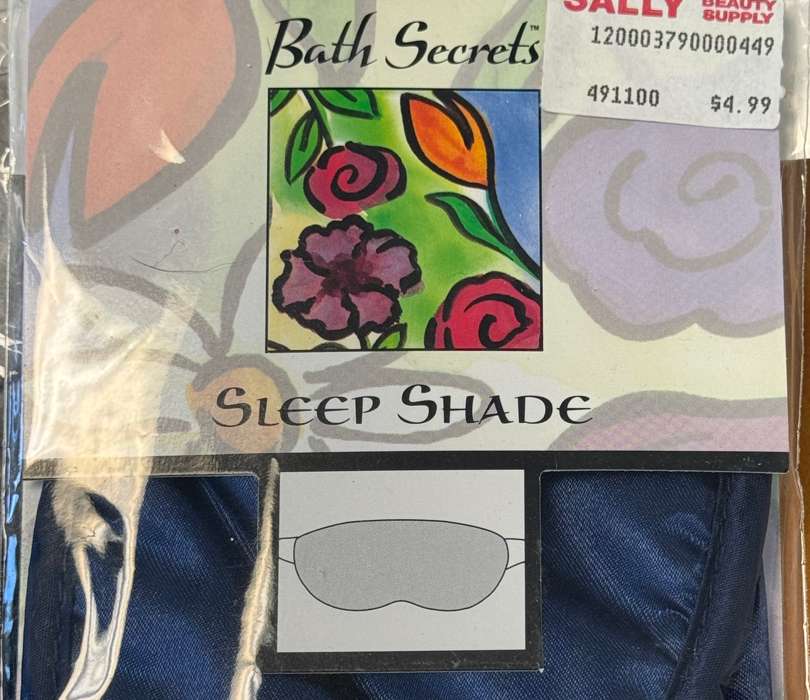 Bath Secrets™
SALLY BEAUTY
SUPPLY
120003790000449
491100 $4.99
SLEEP SHADE